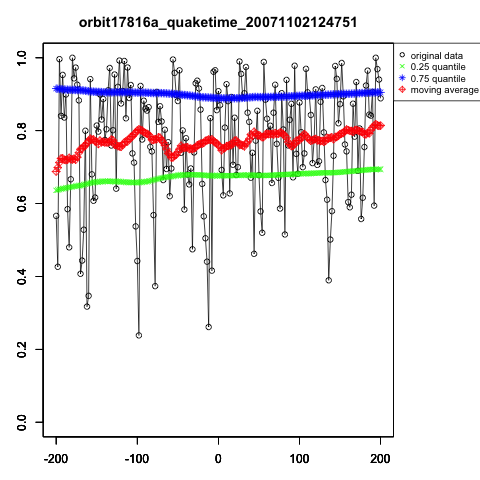 orbit17816a_quaketime_20071102124751
original data
0.25 quantile
0.75 quantile
moving average
1.0
0.8
0.6
0.4
0.2
0.0
-200
-100
0
100
200